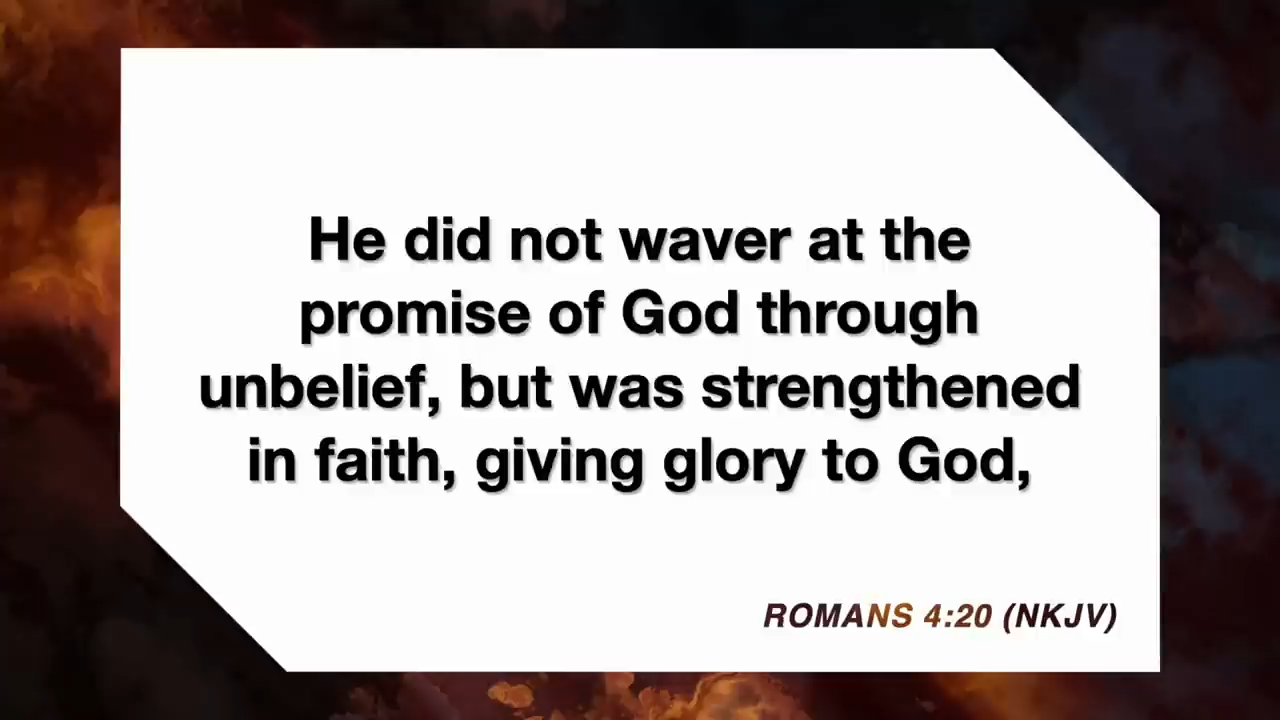 He did not waver at the
promise of God through
unbelief, but was strengthened
in faith, giving glory to God,
ROMANS 4:20 (NKJV)